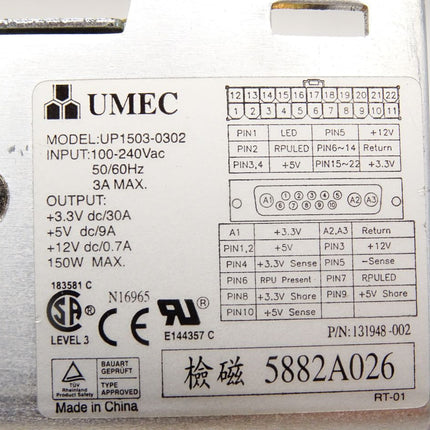 UMEC
MODEL:UP1503-0302
INPUT:100-240Vac
50/60Hz
3A MAX.
OUTPUT:
+3.3V dc/30A
+5V dc/9A
+12V dc/0.7A
150W MAX.
12 13 14 15 16 17 18 19 20 21 22
1 2 3 4 5 6 7 8 9 10 11
PIN1 LED PIN5 +12V
PIN2 RPULED PIN6~14 Return
PIN3,4 +5V PIN15~22 +3.3V
A1 1 2 3 4 5 A2 A3
6 7 8 9 10
A1 +3.3V A2,A3 Return
PIN1,2 +5V PIN3 +12V
PIN4 +3.3V Sense PIN5 -Sense
PIN6 RPU Present PIN7 RPULED
PIN8 +3.3V Share PIN9 +5V Share
PIN10 +5V Sense
183581 C
SA
LEVEL 3
N16965
E144357 C
P/N:131948-002
TÜV
Rheinland
Product Safety
BAUART
GEPRÜFT
TYPE
APPROVED
檢磁 5882A026
Made in China
RT-01